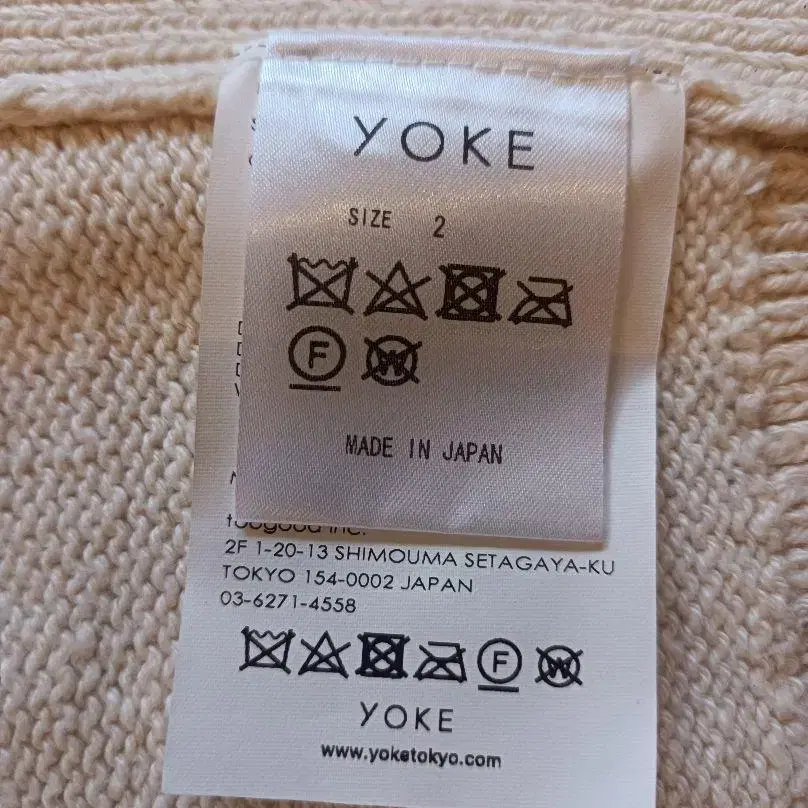 YOKE
SIZE 2
F W
MADE IN JAPAN
inc.
2F 1-20-13 SHIMOUMA SETAGAYA-KU
TOKYO 154-0002 JAPAN
03-6271-4558
F W
YOKE
www.yoketokyo.com